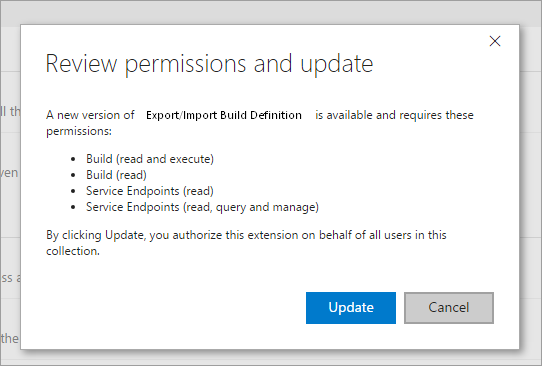 Review permissions and update
ll th
A new version of Export/Import Build Definition is available and requires these
permissions:
• Build (read and execute)
• Build (read)
ven
• Service Endpoints (read)
• Service Endpoints (read, query and manage)
By clicking Update, you authorize this extension on behalf of all users in this
collection.
ss a
Update Cancel
the